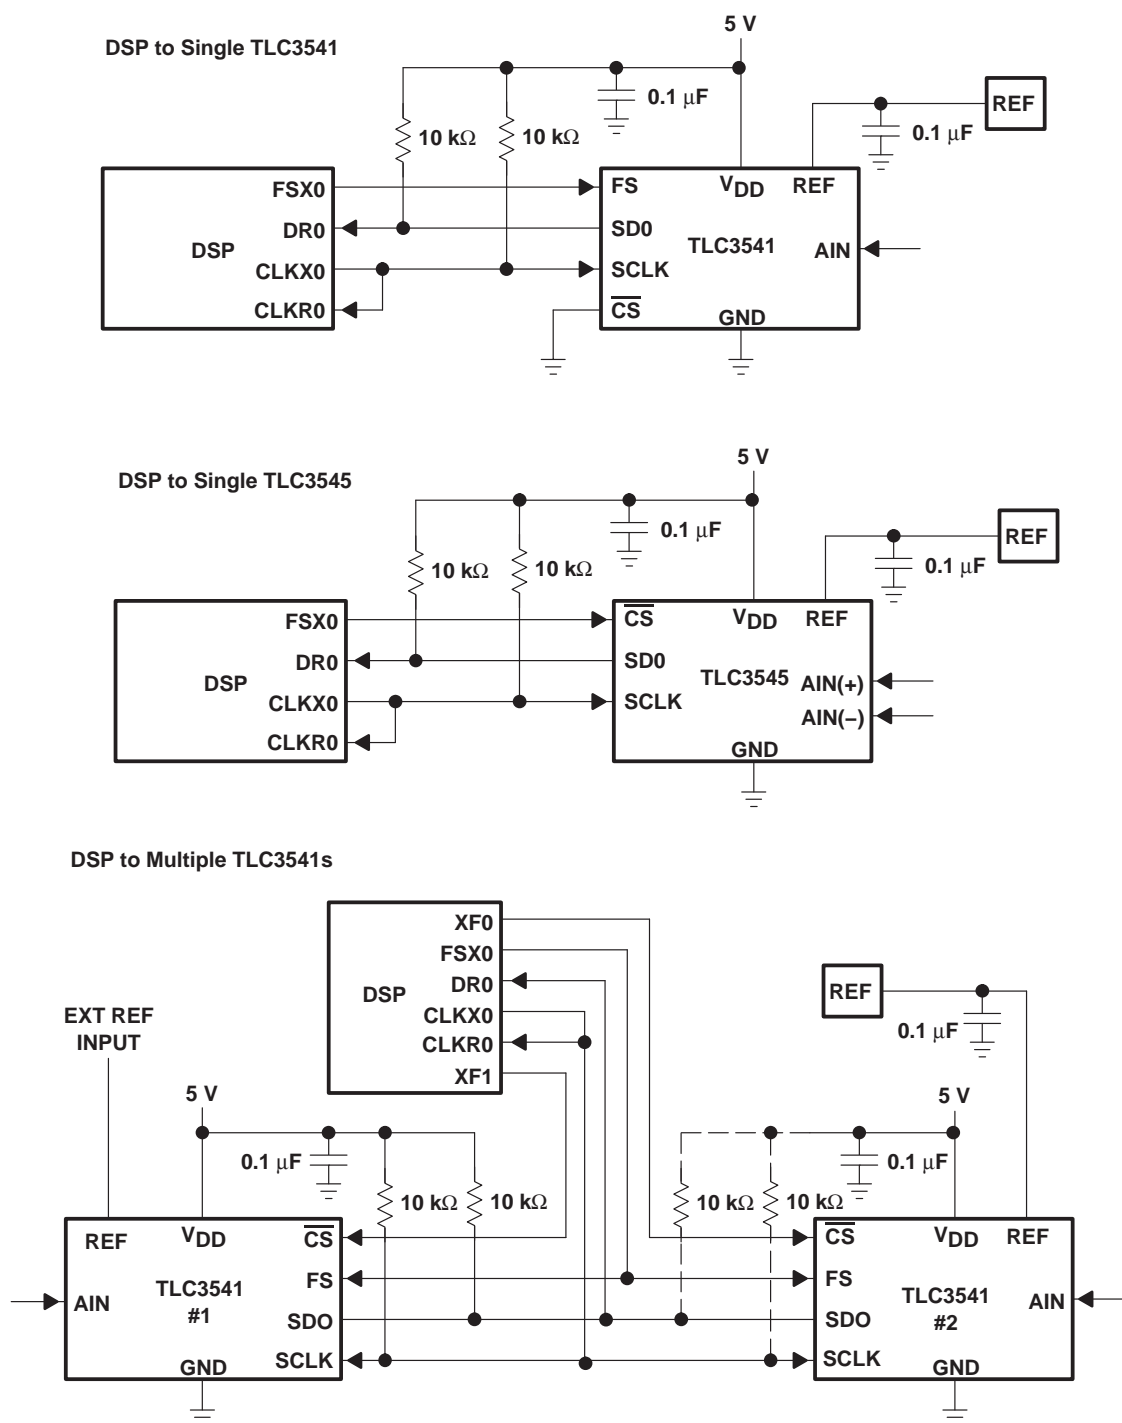 DSP to Single TLC3541
5 V
0.1 μF
REF
10 kΩ
10 kΩ
0.1 μF
FSX0
FS
VDD
REF
DR0
SD0
DSP
TLC3541
AIN
CLKX0
SCLK
CLKR0
CS
GND
DSP to Single TLC3545
5 V
0.1 μF
REF
10 kΩ
10 kΩ
0.1 μF
FSX0
CS
VDD
REF
DR0
SD0
DSP
TLC3545
AIN(+)
CLKX0
SCLK
AIN(−)
CLKR0
GND
DSP to Multiple TLC3541s
XF0
FSX0
DR0
DSP
CLKX0
CLKR0
XF1
REF
0.1 μF
EXT REF
INPUT
5 V
5 V
0.1 μF
0.1 μF
10 kΩ
10 kΩ
10 kΩ
10 kΩ
REF
VDD
CS
CS
VDD
REF
FS
FS
AIN
TLC3541
#1
TLC3541
#2
AIN
SDO
SDO
SCLK
SCLK
GND
GND